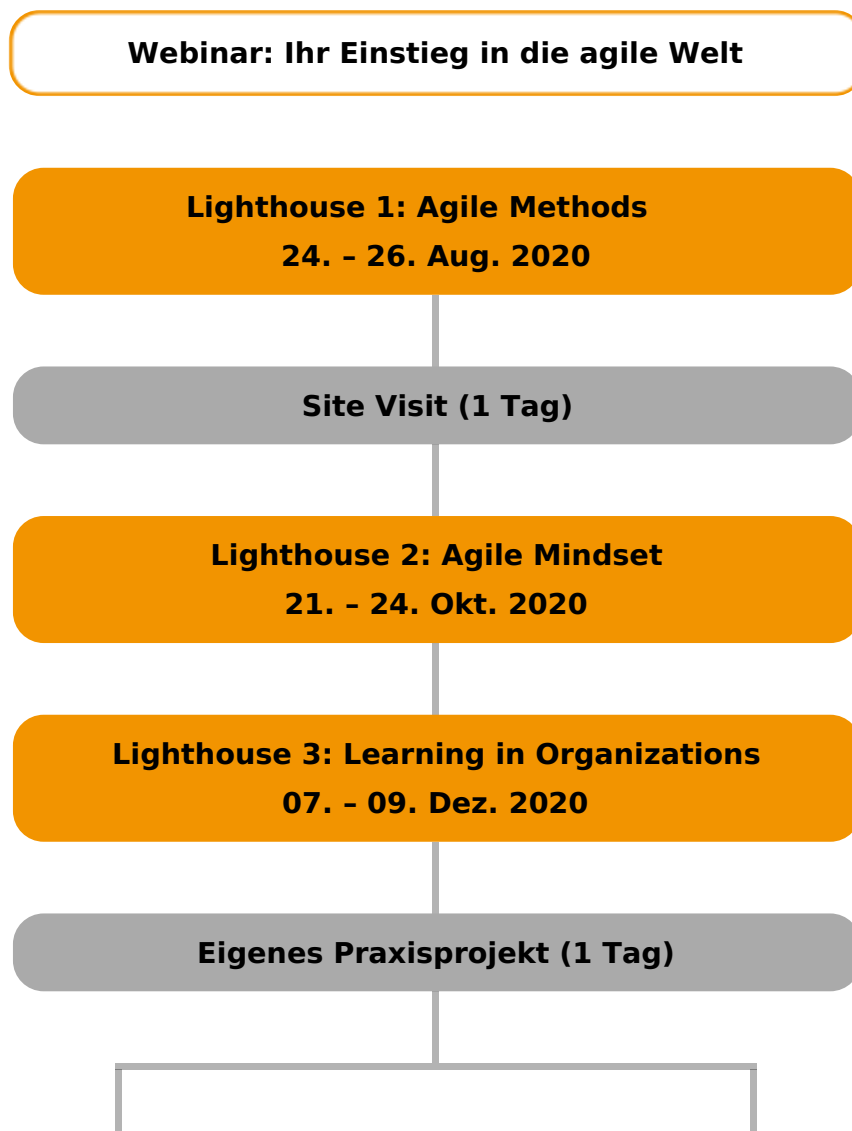 Webinar: Ihr Einstieg in die agile Welt
Lighthouse 1: Agile Methods
24. – 26. Aug. 2020
Site Visit (1 Tag)
Lighthouse 2: Agile Mindset
21. – 24. Okt. 2020
Lighthouse 3: Learning in Organizations
07. – 09. Dez. 2020
Eigenes Praxisprojekt (1 Tag)